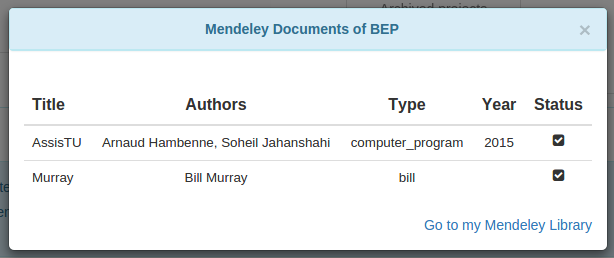 Archived projects
Mendeley Documents of BEP ×
Title Authors Type Year Status
AssisTU Arnaud Hambenne, Soheil Jahanshahi computer_program 2015
Murray Bill Murray bill
Go to my Mendeley Library